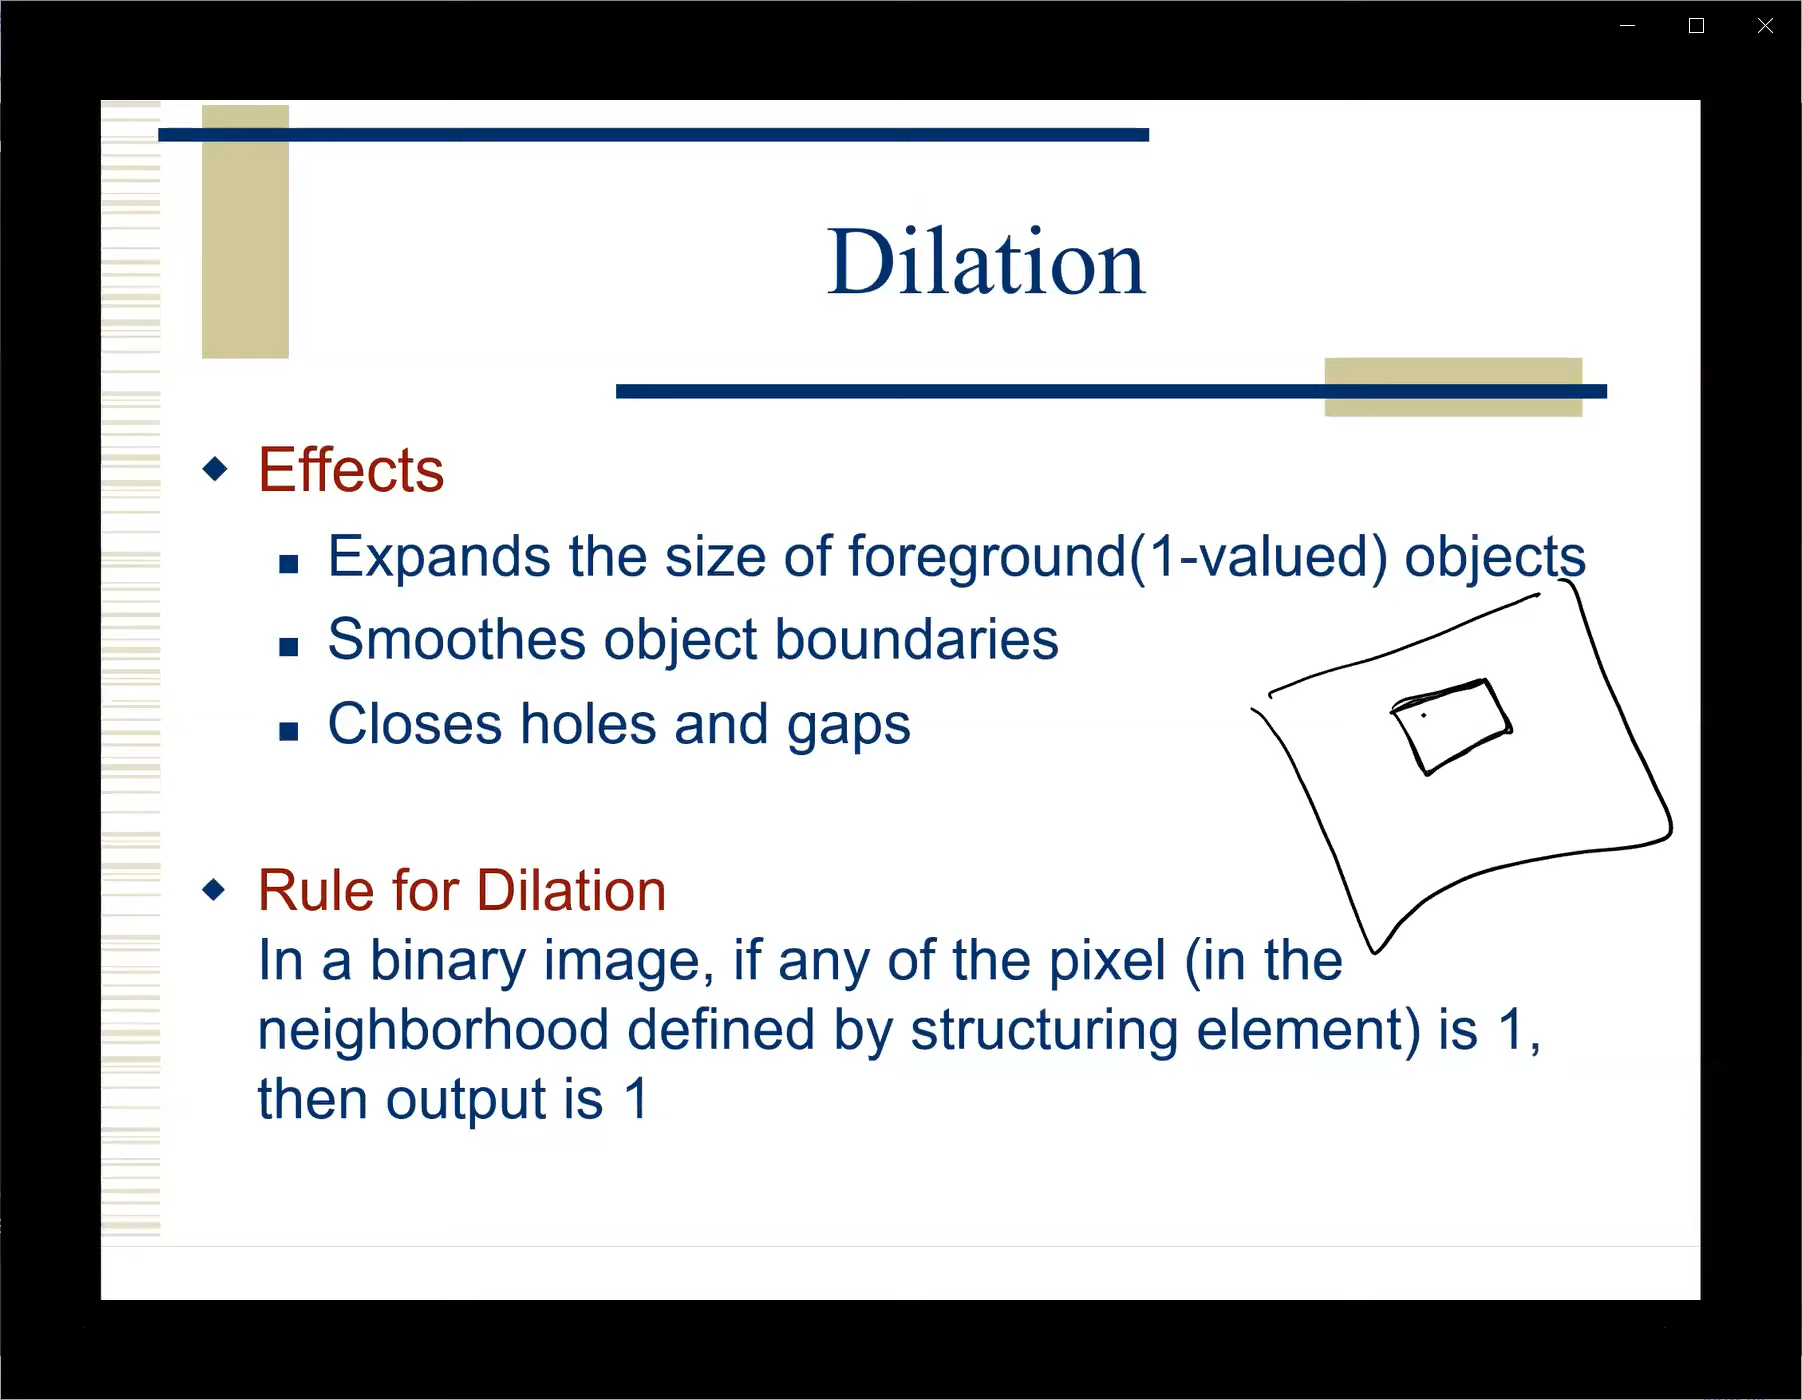 Dilation
Effects
Expands the size of foreground(1-valued) objects
Smoothes object boundaries
Closes holes and gaps
Rule for Dilation
In a binary image, if any of the pixel (in the
neighborhood defined by structuring element) is 1,
then output is 1